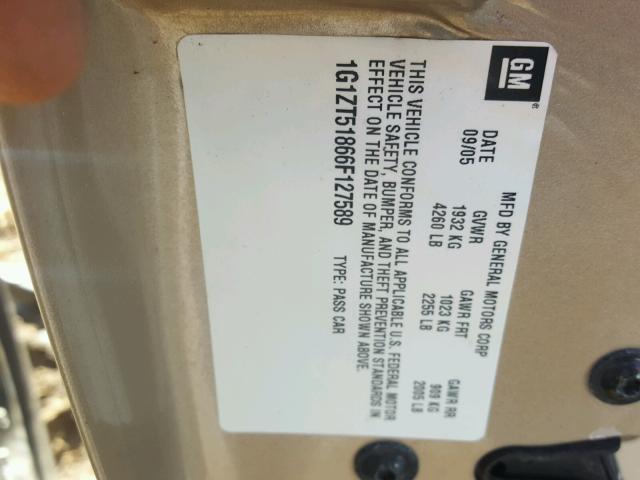 GM®
MFD BY GENERAL MOTORS CORP
DATE GVWR GAWR FRT GAWR RR
09/05 1932 KG 1023 KG 909 KG
4260 LB 2255 LB 2005 LB
THIS VEHICLE CONFORMS TO ALL APPLICABLE U.S. FEDERAL MOTOR
VEHICLE SAFETY, BUMPER, AND THEFT PREVENTION STANDARDS IN
EFFECT ON THE DATE OF MANUFACTURE SHOWN ABOVE.
1G1ZT51866F127589 TYPE: PASS CAR